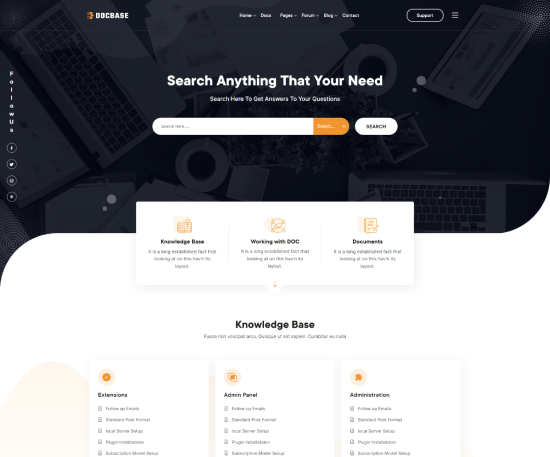 DOCBASE
Home Docs Pages Forum Blog Contact
Support
Follow Us
Search Anything That Your Need
Search Here To Get Answers To Your Questions
Search Here.... Select... SEARCH
Knowledge Base Working with DOC Documents
It is a long established fact that It is a long established fact that It is a long established fact that
looking at on this hav'n its looking at an this hav'n its looking at on this hav'n its
layout. layout. layout.
Knowledge Base
Fusce non volutpat arcu. Quisque ut est sapien. Curabitur eu nulla
Extensions Admin Panel Administration
Follow up Emails Follow up Emails Follow up Emails
Standard Post Format Standard Post Format Standard Post Format
local Server Setup local Server Setup local Server Setup
Plugin Installatioin Plugin Installatioin Plugin Installatioin
Subscription Model Setup Subscription Model Setup Subscription Model Setup